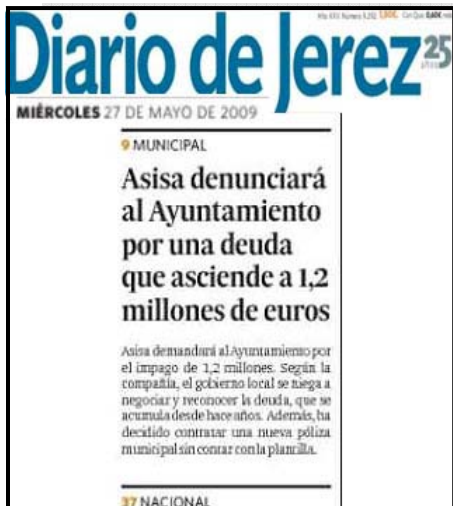 Diario de Jerez
25
años
MIÉRCOLES 27 DE MAYO DE 2009
9 MUNICIPAL
Asisa denunciará
al Ayuntamiento
por una deuda
que asciende a 1,2
millones de euros
Asisa demandará al Ayuntamiento por
el impago de 1,2 millones. Según la
compañía, el gobierno local se niega a
negociar y reconocer la deuda, que se
acumula desde hace años. Además, ha
decidido contratar una nueva póliza
municipal sin contar con la plantilla.
37 NACIONAL